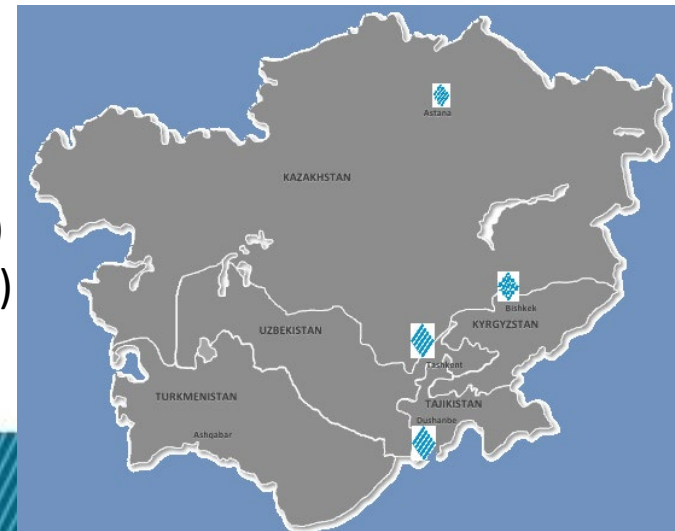 )
)
Astana
KAZAKHSTAN
Bishkek
KYRGYZSTAN
UZBEKISTAN
Tashkent
TURKMENISTAN
TAJIKISTAN
Dushanbe
Ashqabar